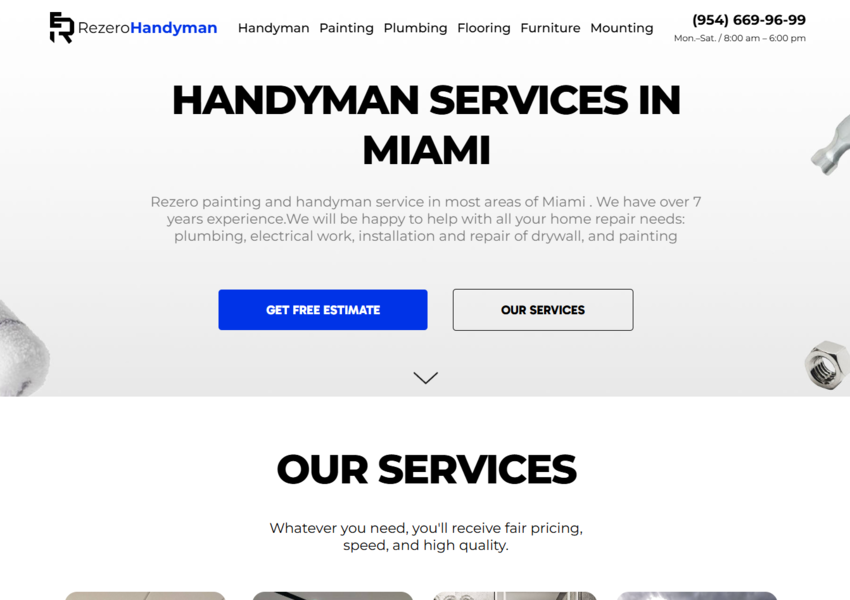 RezeroHandyman
Handyman Painting Plumbing Flooring Furniture Mounting
(954) 669-96-99
Mon.–Sat. / 8:00 am – 6:00 pm
HANDYMAN SERVICES IN
MIAMI
Rezero painting and handyman service in most areas of Miami . We have over 7
years experience.We will be happy to help with all your home repair needs:
plumbing, electrical work, installation and repair of drywall, and painting
GET FREE ESTIMATE
OUR SERVICES
OUR SERVICES
Whatever you need, you'll receive fair pricing,
speed, and high quality.